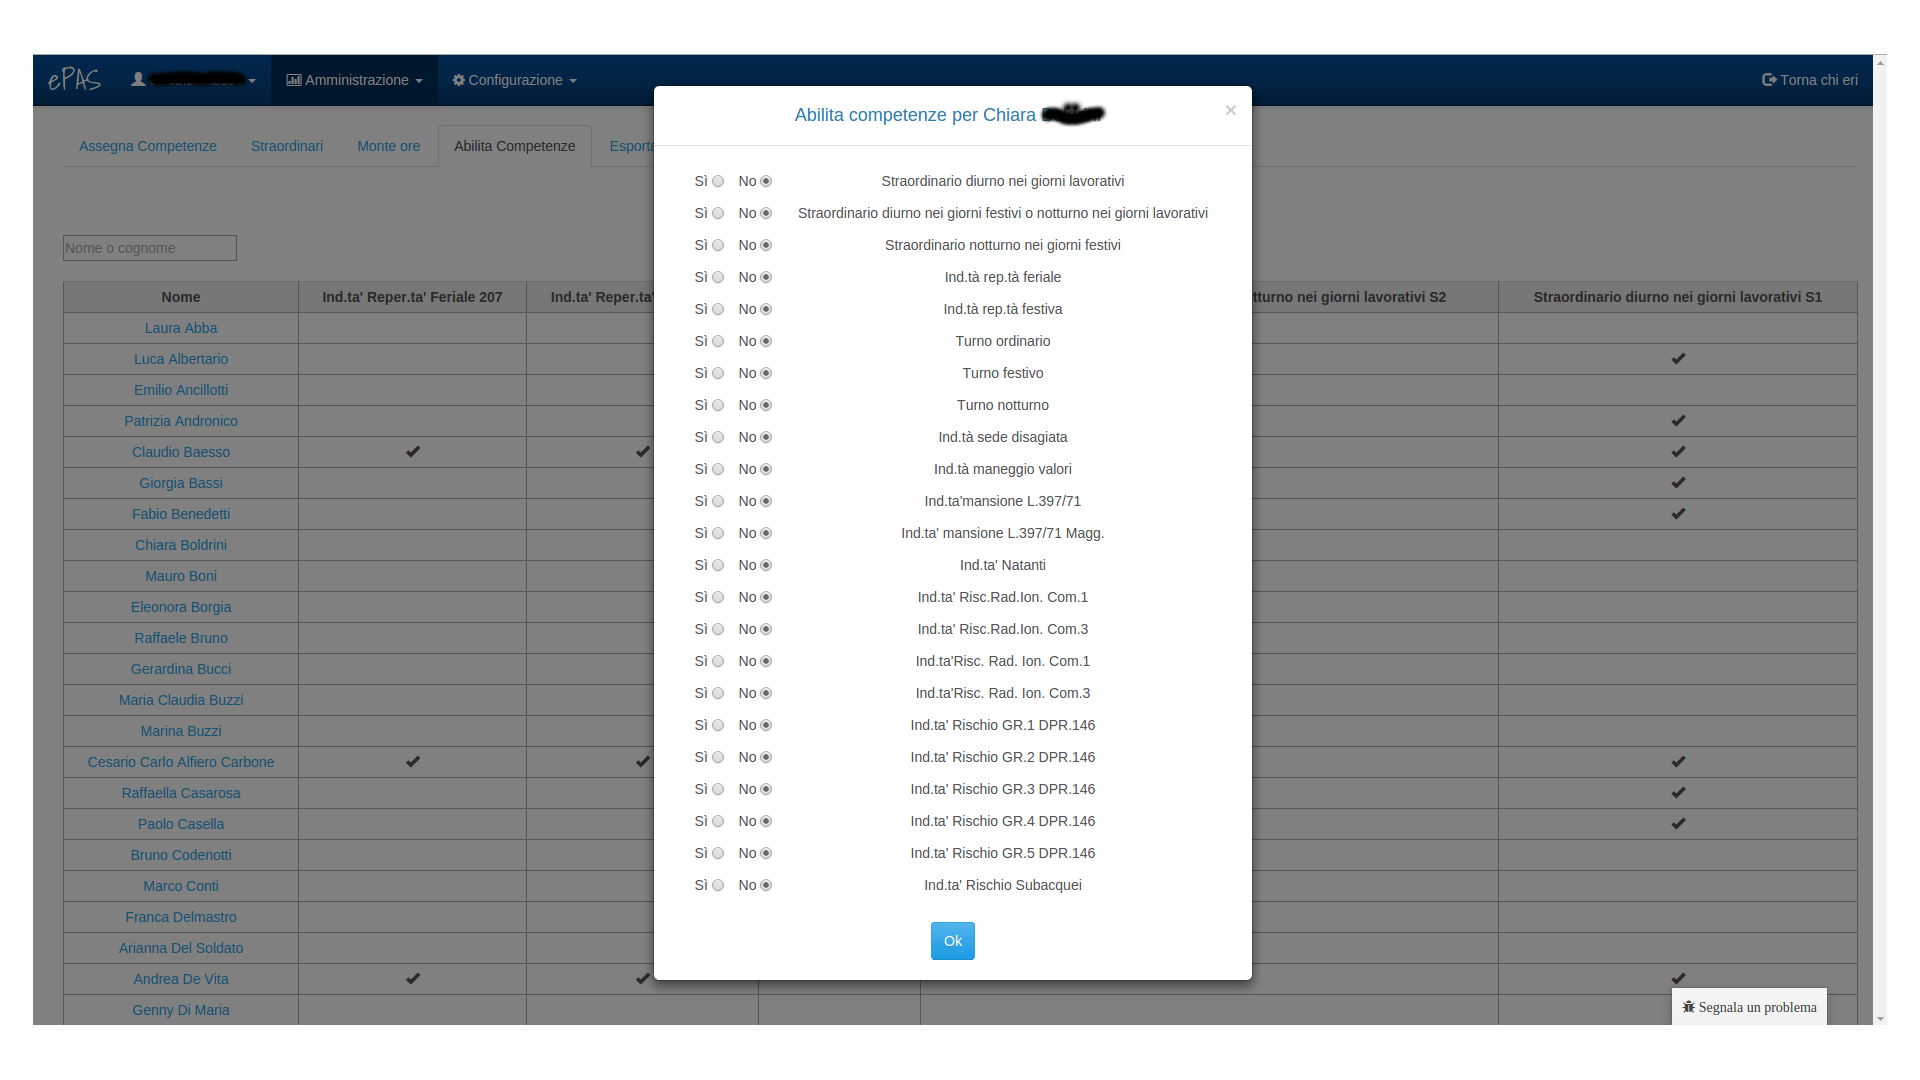 ePAS
Amministrazione
Configurazione
Torna chi eri
Assegna Competenze
Straordinari
Monte ore
Abilita Competenze
Nome o cognome
Nome
Ind.ta' Reper.ta' Feriale 207
Ind.ta' Reper.ta'
nei giorni lavorativi S2
Straordinario diurno nei giorni lavorativi S1
Laura Abba
Luca Albertario
Emilio Ancillotti
Patrizia Andronico
Claudio Baesso
Giorgia Bassi
Fabio Benedetti
Chiara Boldrini
Mauro Boni
Eleonora Borgia
Raffaele Bruno
Gerardina Bucci
Maria Claudia Buzzi
Marina Buzzi
Cesario Carlo Alfiero Carbone
Raffaella Casarosa
Paolo Casella
Bruno Codenotti
Marco Conti
Franca Delmastro
Arianna Del Soldato
Andrea De Vita
Genny Di Maria
Abilita competenze per Chiara
×
Sì No Straordinario diurno nei giorni lavorativi
Sì No Straordinario diurno nei giorni festivi o notturno nei giorni lavorativi
Sì No Straordinario notturno nei giorni festivi
Sì No Ind.tà rep.tà feriale
Sì No Ind.tà rep.tà festiva
Sì No Turno ordinario
Sì No Turno festivo
Sì No Turno notturno
Sì No Ind.tà sede disagiata
Sì No Ind.tà maneggio valori
Sì No Ind.ta'mansione L.397/71
Sì No Ind.ta' mansione L.397/71 Magg.
Sì No Ind.ta' Natanti
Sì No Ind.ta' Risc.Rad.Ion. Com.1
Sì No Ind.ta' Risc.Rad.Ion. Com.3
Sì No Ind.ta'Risc. Rad. Ion. Com.1
Sì No Ind.ta'Risc. Rad. Ion. Com.3
Sì No Ind.ta' Rischio GR.1 DPR.146
Sì No Ind.ta' Rischio GR.2 DPR.146
Sì No Ind.ta' Rischio GR.3 DPR.146
Sì No Ind.ta' Rischio GR.4 DPR.146
Sì No Ind.ta' Rischio GR.5 DPR.146
Sì No Ind.ta' Rischio Subacquei
Ok
Segnala un problema